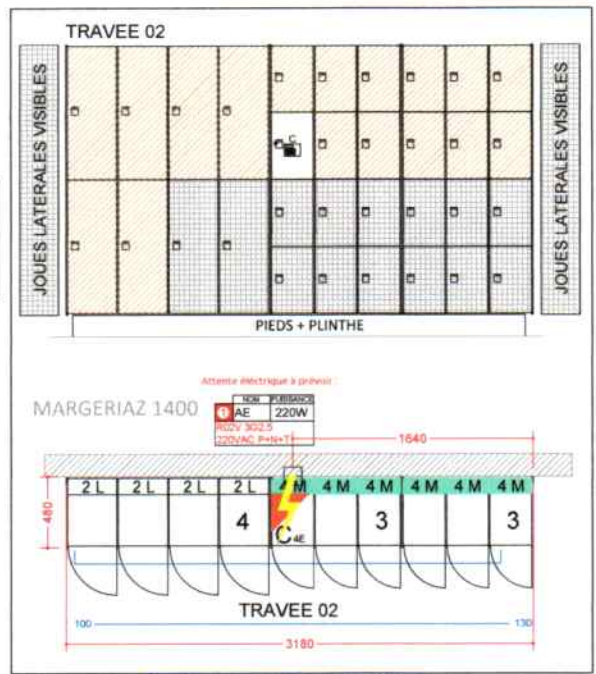 TRAVEE 02
JOUES LATERALES VISIBLES
JOUES LATERALES VISIBLES
C
PIEDS + PLINTHE
Attente électrique à prévoir :
MARGERIAZ 1400
NOM PUISSANCE
1 AE 220W
R02V 3G2.5
220VAC P+N+T
1640
2 L 2 L 2 L 2 L 4 M 4 M 4 M 4 M 4 M 4 M
480
4 3 3
C 4E
TRAVEE 02
100 130
3180